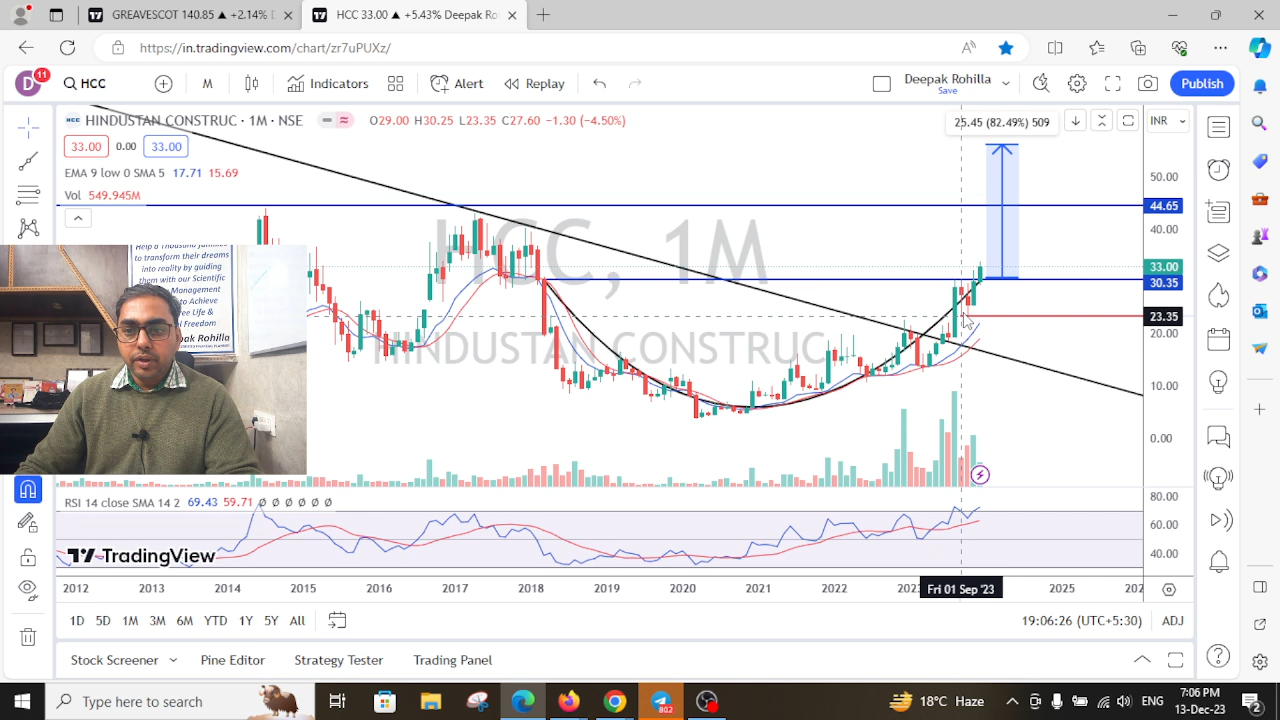 GREAVESCOT 140.85 ▲ +2.14% D
HCC 33.00 ▲ +5.43% Deepak Ro
https://in.tradingview.com/chart/zr7uPUXz/
D 11
HCC
M
Indicators
Alert
Replay
Deepak Rohilla
Save
Publish
HCC HINDUSTAN CONSTRUC · 1M · NSE
O29.00 H30.25 L23.35 C27.60 −1.30 (−4.50%)
25.45 (82.49%) 509
INR
33.00 0.00 33.00
EMA 9 low 0 SMA 5 17.71 15.69
Vol 549.945M
HCC, 1M
HINDUSTAN CONSTRUC
50.00
44.65
40.00
33.00
30.35
23.35
20.00
10.00
0.00
to transform their dreams
into reality by guiding
them with our Scientific
Management
to Achieve
Life &
Freedom
Rohilla
RSI 14 close SMA 14 2 69.43 59.71 Ø Ø Ø Ø Ø Ø
80.00
60.00
40.00
TradingView
2012 2013 2014 2015 2016 2017 2018 2019 2020 2021 2022 Fri 01 Sep '23 2025
1D 5D 1M 3M 6M YTD 1Y 5Y All
19:06:26 (UTC+5:30) ADJ
Stock Screener Pine Editor Strategy Tester Trading Panel
Type here to search
802
18°C Haze
ENG
7:06 PM
13-Dec-23
2